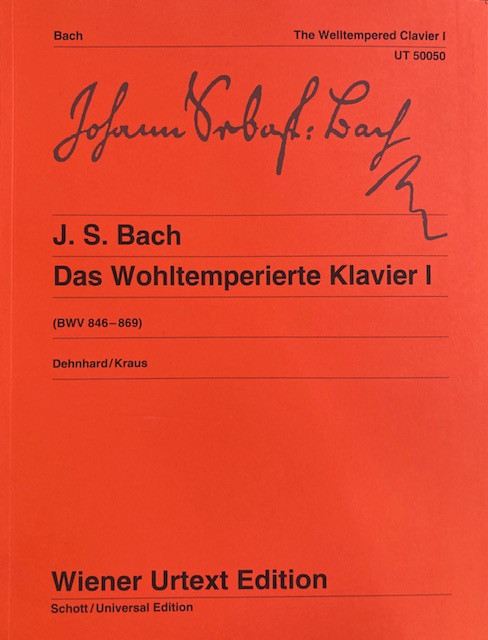 Bach The Welltempered Clavier I
UT 50050
Johann Sebast: Bach
J. S. Bach
Das Wohltemperierte Klavier I
(BWV 846–869)
Dehnhard/Kraus
Wiener Urtext Edition
Schott/Universal Edition